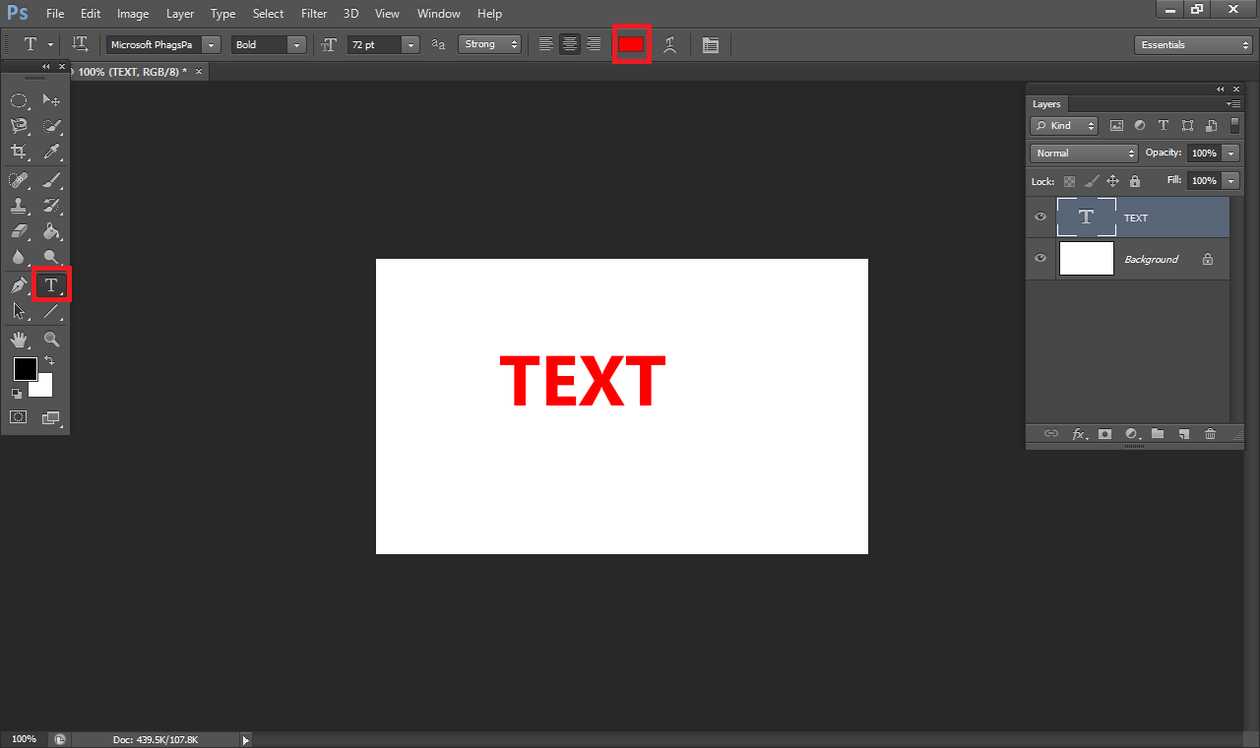 Ps File Edit Image Layer Type Select Filter 3D View Window Help
T Microsoft PhagsPa Bold 72 pt aa Strong Essentials
100% (TEXT, RGB/8) * ×
Layers
Kind
Normal Opacity: 100%
Lock: Fill: 100%
T TEXT
Background
T
TEXT
fx
100% Doc: 439.5K/107.8K